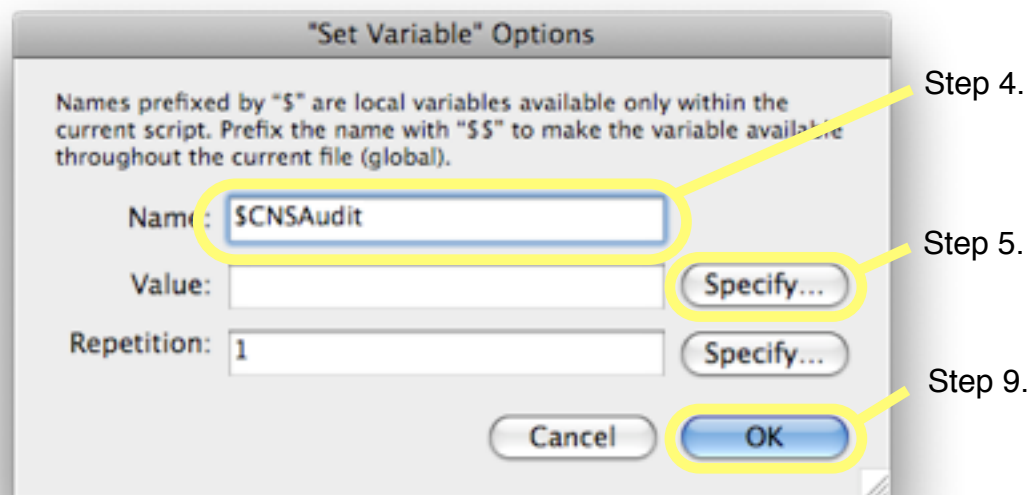 "Set Variable" Options
Step 4.
Names prefixed by "$" are local variables available only within the
current script. Prefix the name with "$$" to make the variable available
throughout the current file (global).
Name: $CNSAudit
Step 5.
Value: Specify...
Repetition: 1 Specify...
Step 9.
Cancel OK